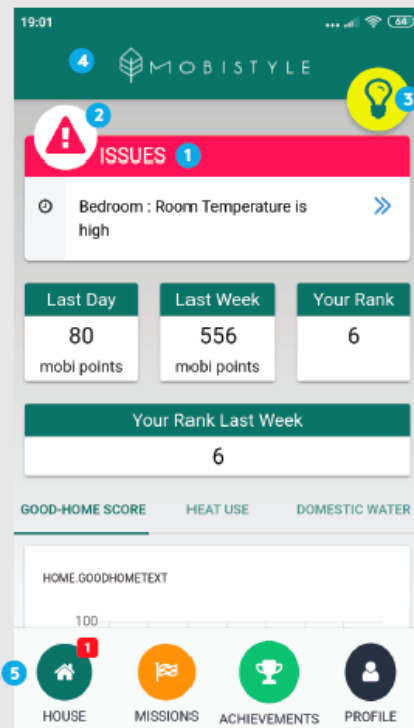 19:01
64
4
MOBISTYLE
3
2
ISSUES 1
Bedroom : Room Temperature is
high
Last Day
80
mobi points
Last Week
556
mobi points
Your Rank
6
Your Rank Last Week
6
GOOD-HOME SCORE HEAT USE DOMESTIC WATER
HOME.GOODHOMETEXT
100
1
5
HOUSE MISSIONS ACHIEVEMENTS PROFILE